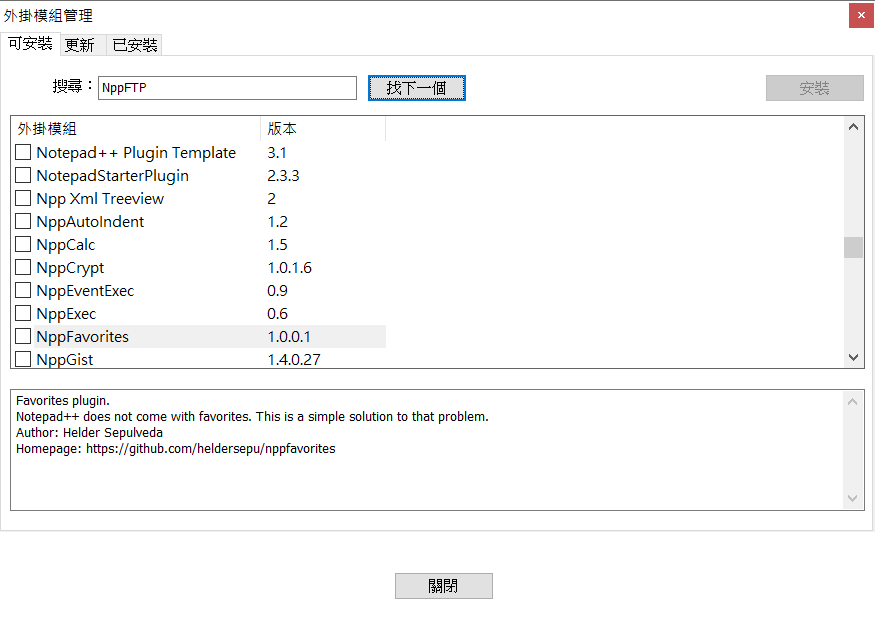 外掛模組管理
可安裝 更新 已安裝
搜尋： NppFTP 找下一個 安裝
外掛模組 版本
Notepad++ Plugin Template 3.1
NotepadStarterPlugin 2.3.3
Npp Xml Treeview 2
NppAutoIndent 1.2
NppCalc 1.5
NppCrypt 1.0.1.6
NppEventExec 0.9
NppExec 0.6
NppFavorites 1.0.0.1
NppGist 1.4.0.27
Favorites plugin.
Notepad++ does not come with favorites. This is a simple solution to that problem.
Author: Helder Sepulveda
Homepage: https://github.com/heldersepu/nppfavorites
關閉